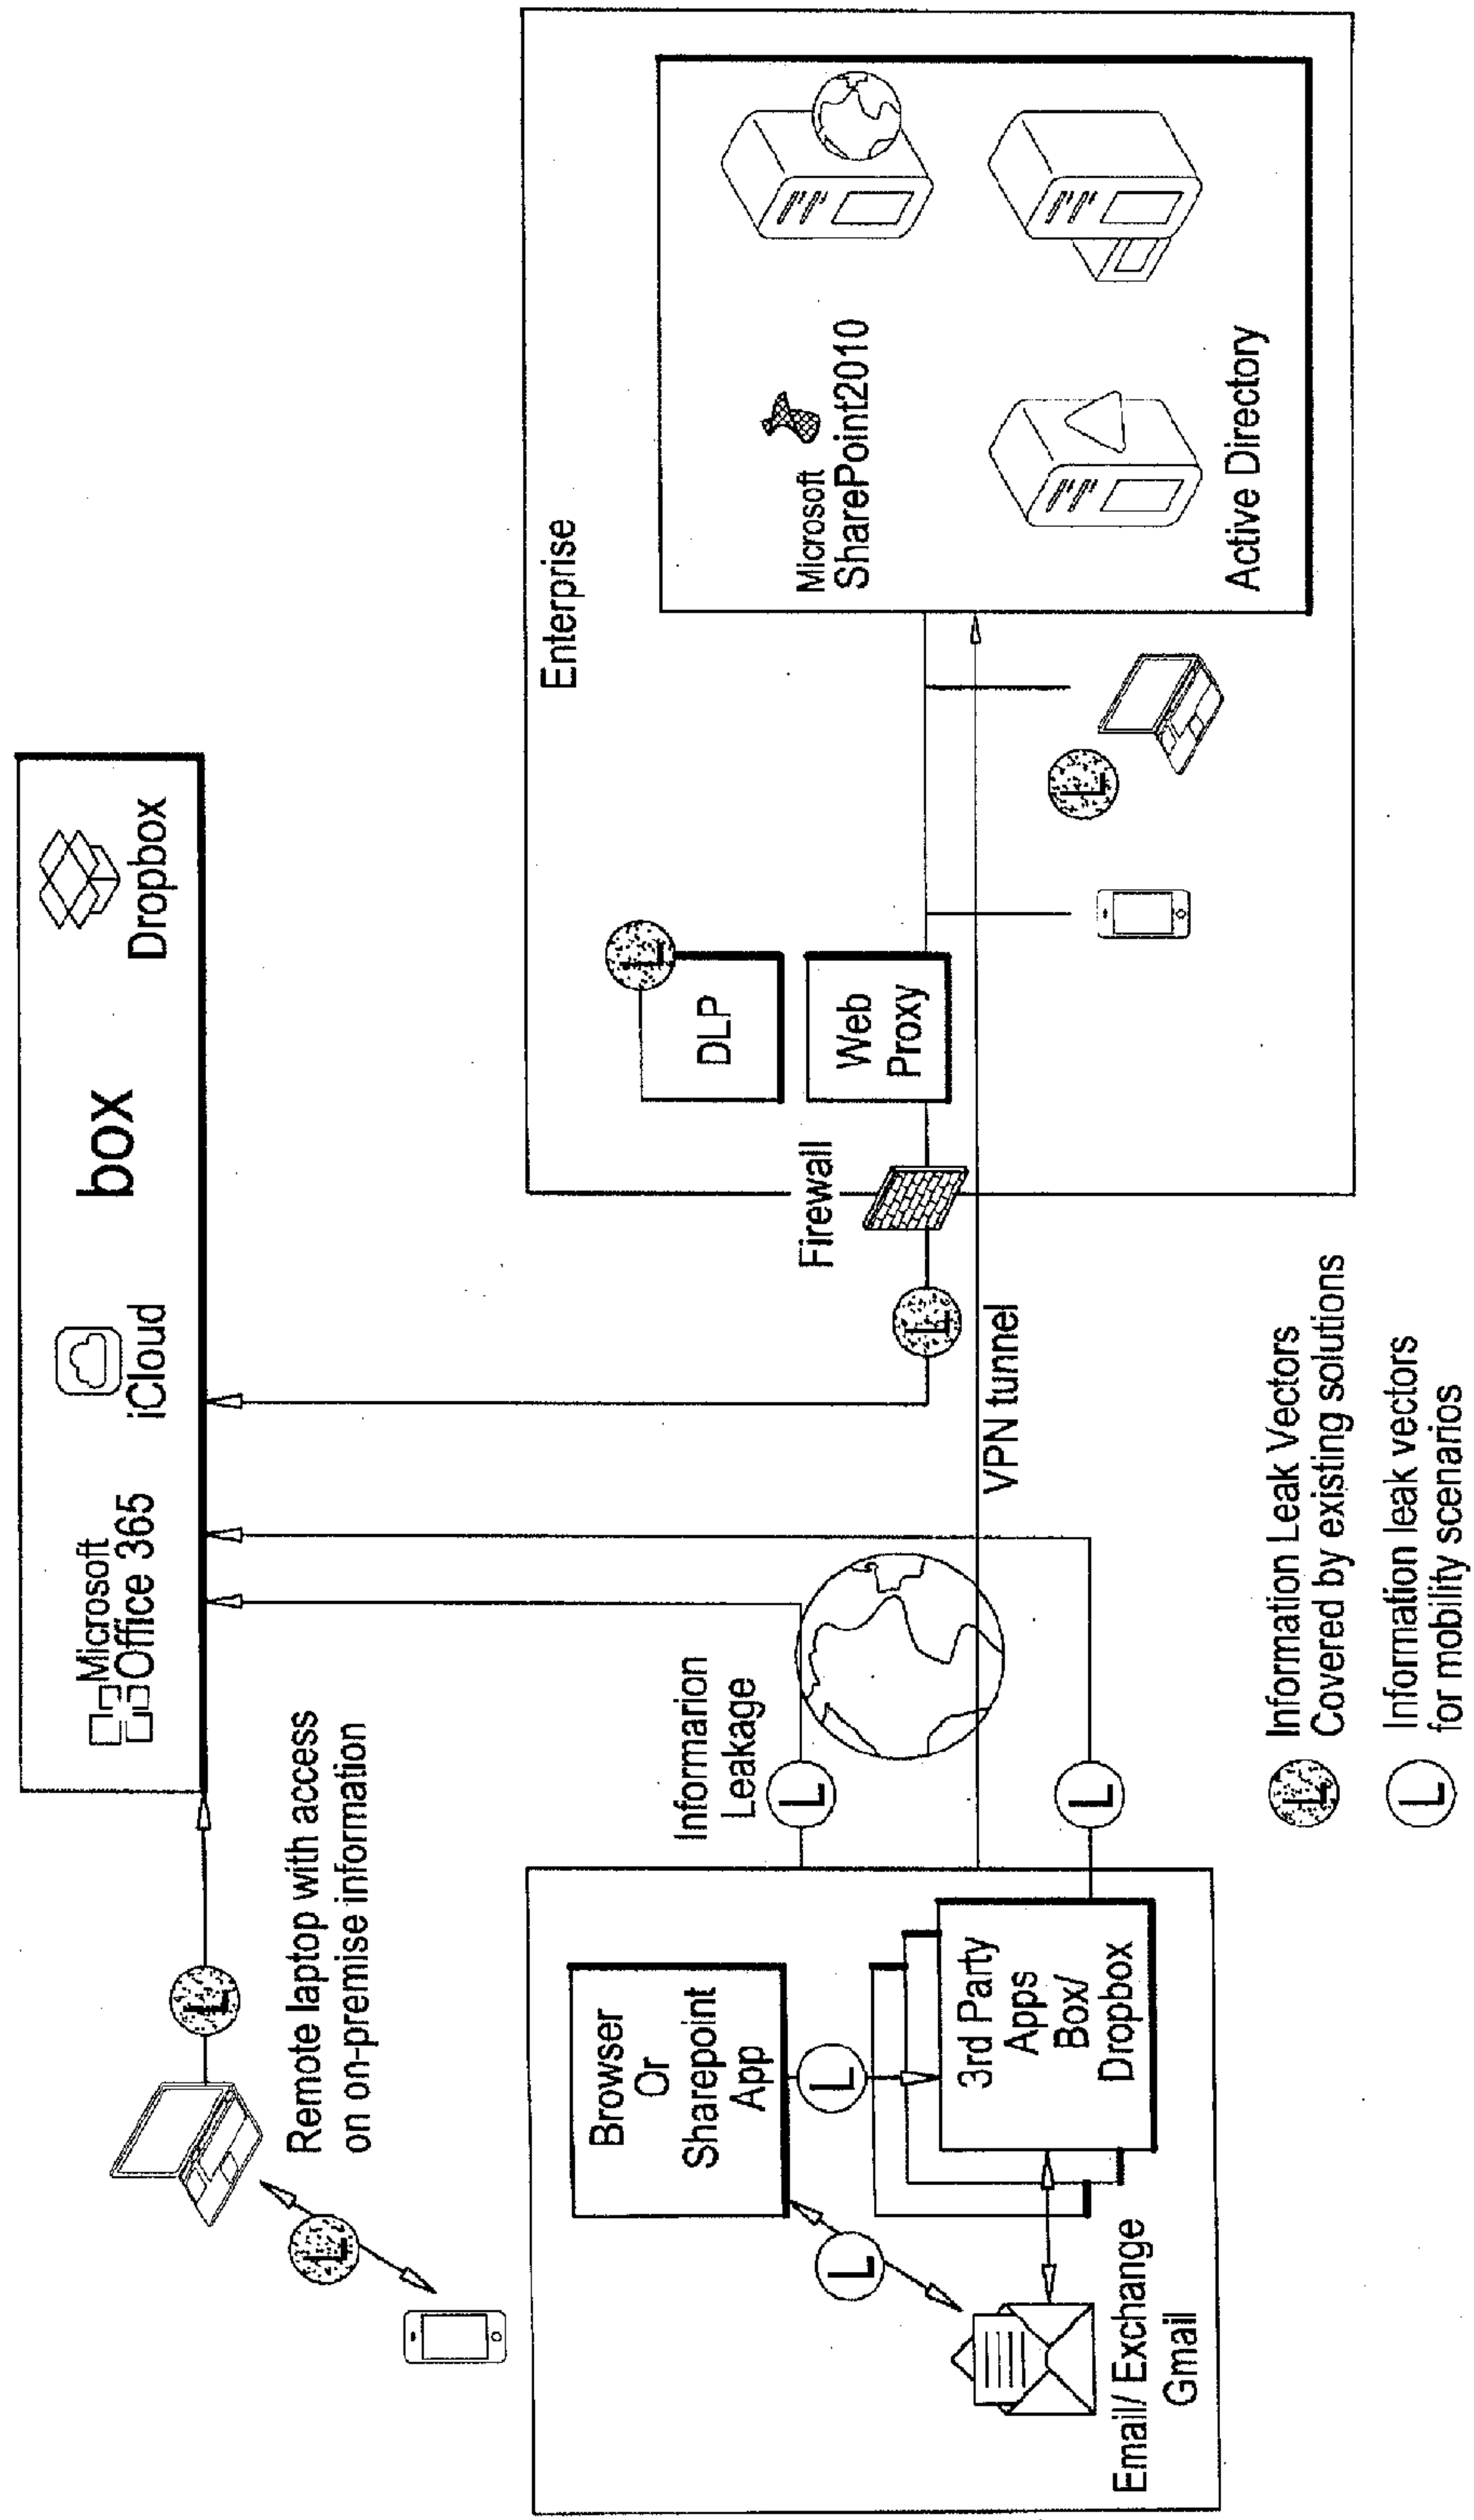 Microsoft
Office 365
iCloud
box
Dropbox
L
Remote laptop with access
on on-premise information
L
Enterprise
L
DLP
Web
Proxy
Firewall
L
Microsoft
SharePoint2010
L
Active Directory
Informarion
Leakage
L
VPN tunnel
L
Browser
Or
Sharepoint
App
L
L
3rd Party
Apps
Box/
Dropbox
Email/ Exchange
Gmail
L
Information Leak Vectors
Covered by existing solutions
L
Information leak vectors
for mobility scenarios